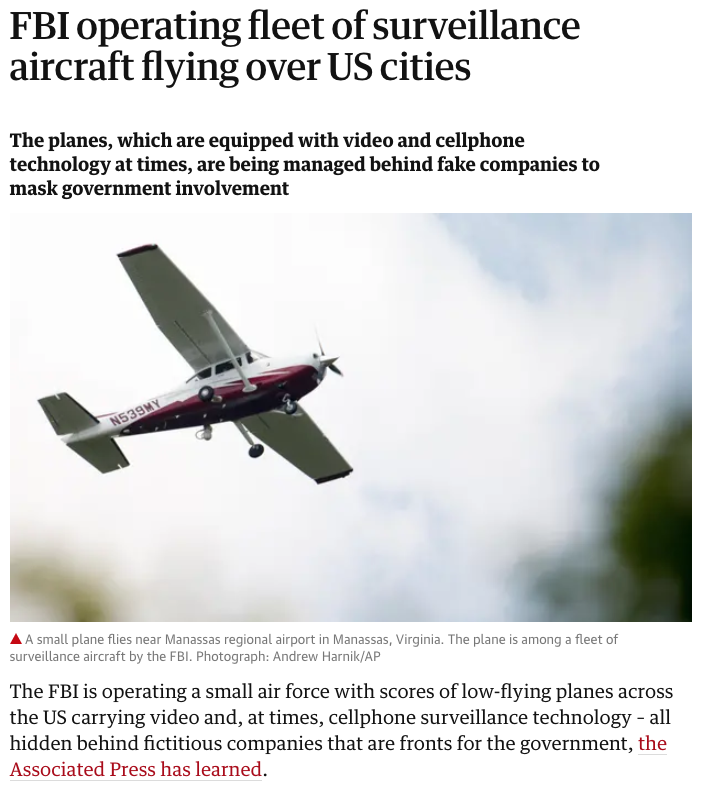 FBI operating fleet of surveillance
aircraft flying over US cities
The planes, which are equipped with video and cellphone
technology at times, are being managed behind fake companies to
mask government involvement
N539MY
A small plane flies near Manassas regional airport in Manassas, Virginia. The plane is among a fleet of
surveillance aircraft by the FBI. Photograph: Andrew Harnik/AP
The FBI is operating a small air force with scores of low-flying planes across
the US carrying video and, at times, cellphone surveillance technology – all
hidden behind fictitious companies that are fronts for the government, the
Associated Press has learned.